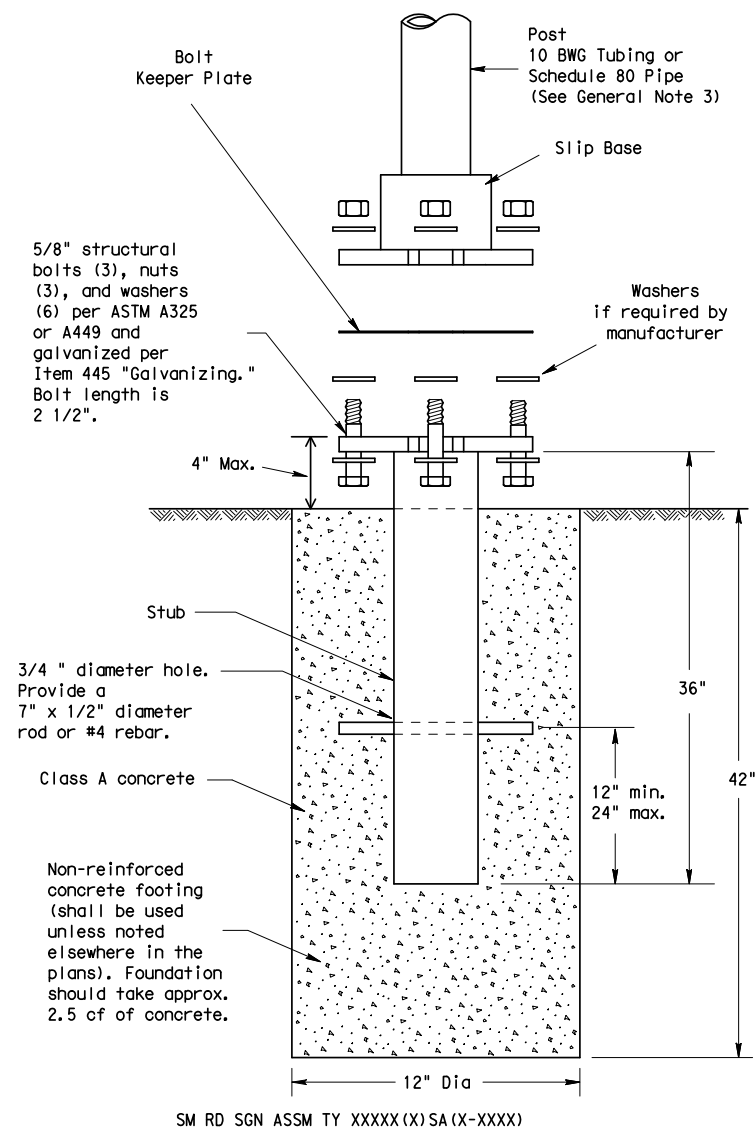 Bolt
Keeper Plate
Post
10 BWG Tubing or
Schedule 80 Pipe
(See General Note 3)
Slip Base
5/8" structural
bolts (3), nuts
(3), and washers
(6) per ASTM A325
or A449 and
galvanized per
Item 445 "Galvanizing."
Bolt length is
2 1/2".
Washers
if required by
manufacturer
4" Max.
Stub
3/4 " diameter hole.
Provide a
7" x 1/2" diameter
rod or #4 rebar.
36"
Class A concrete
12" min.
24" max.
42"
Non-reinforced
concrete footing
(shall be used
unless noted
elsewhere in the
plans). Foundation
should take approx.
2.5 cf of concrete.
12" Dia
SM RD SGN ASSM TY XXXXX(X)SA(X-XXXX)